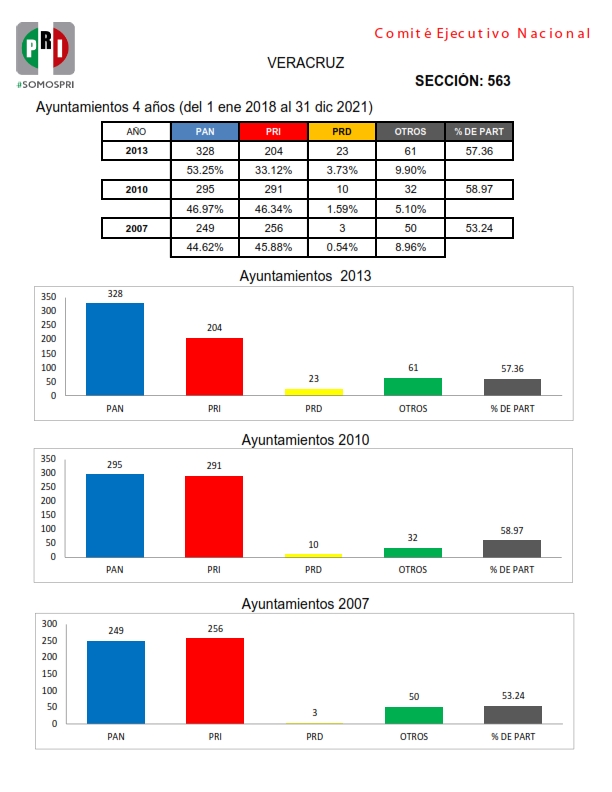 Comité Ejecutivo Nacional
PRI
#SOMOSPRI
VERACRUZ
SECCIÓN: 563
Ayuntamientos 4 años (del 1 ene 2018 al 31 dic 2021)
AÑO PAN PRI PRD OTROS % DE PART
2013 328 204 23 61 57.36
53.25% 33.12% 3.73% 9.90%
2010 295 291 10 32 58.97
46.97% 46.34% 1.59% 5.10%
2007 249 256 3 50 53.24
44.62% 45.88% 0.54% 8.96%
Ayuntamientos 2013
350
300
250
200
150
100
50
0
328
204
23
61
57.36
PAN PRI PRD OTROS % DE PART
Ayuntamientos 2010
350
300
250
200
150
100
50
0
295
291
10
32
58.97
PAN PRI PRD OTROS % DE PART
Ayuntamientos 2007
300
250
200
150
100
50
0
249
256
3
50
53.24
PAN PRI PRD OTROS % DE PART